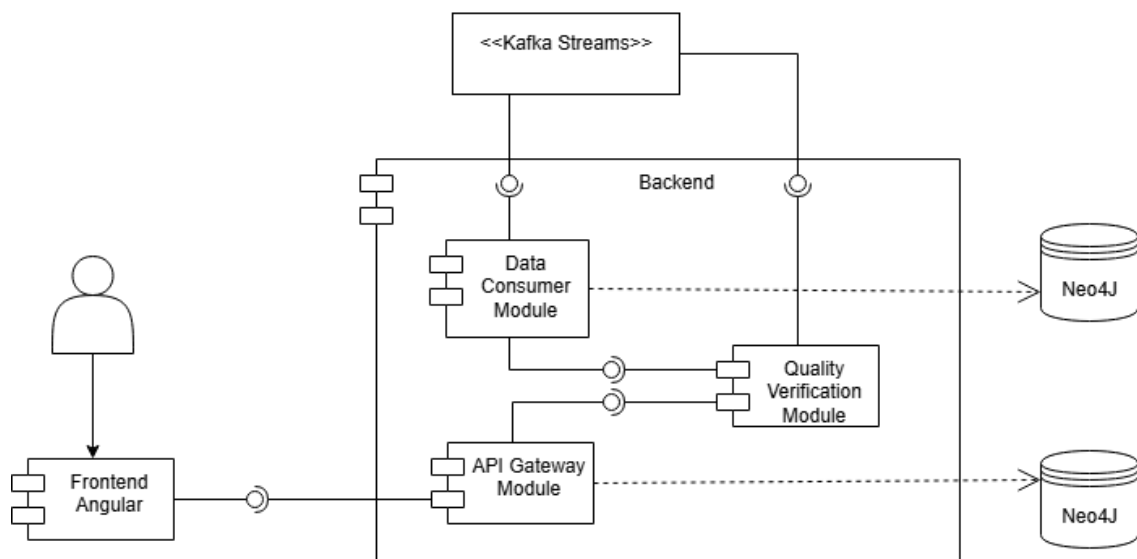 <<Kafka Streams>>
Backend
Data
Consumer
Module
Neo4J
Quality
Verification
Module
Frontend
Angular
API Gateway
Module
Neo4J